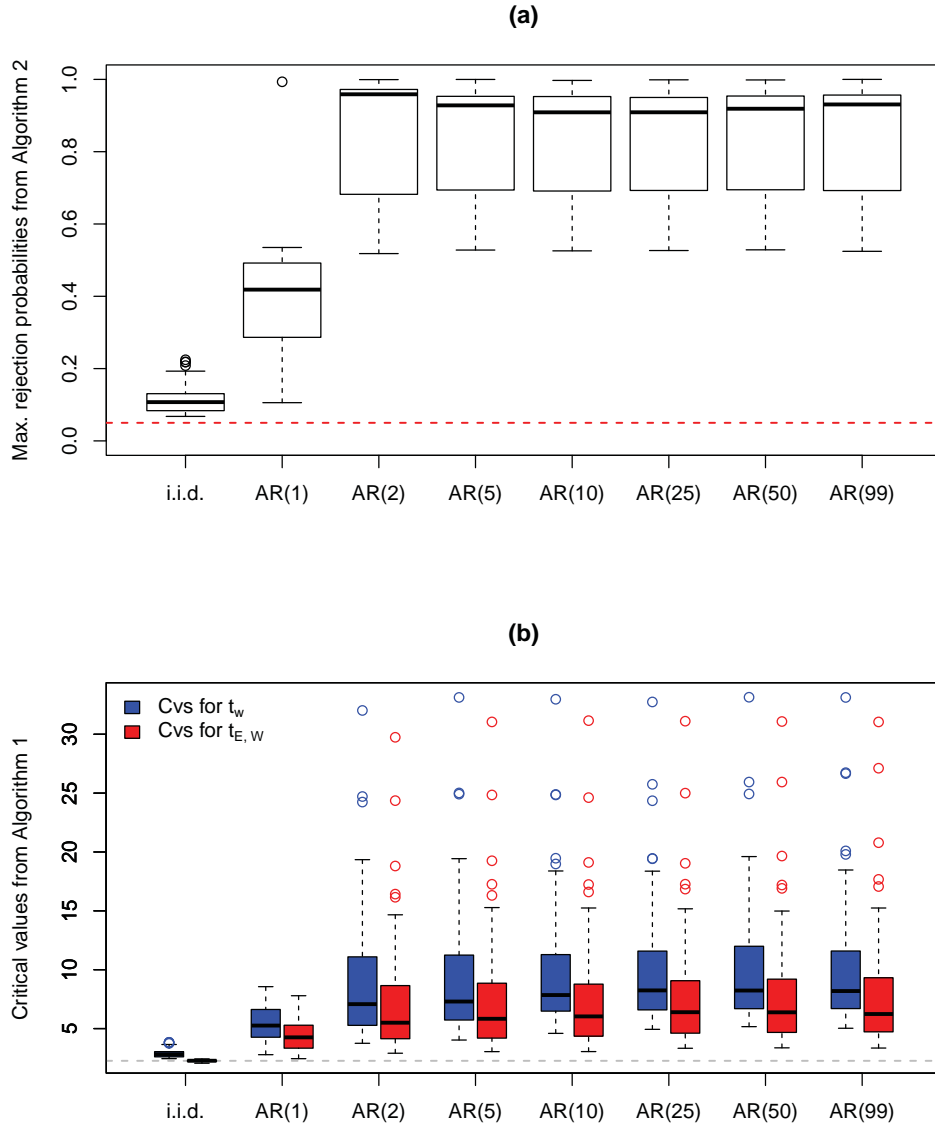 (a)
Max. rejection probabilities from Algorithm 2
1.0
0.8
0.6
0.4
0.2
0.0
i.i.d. AR(1) AR(2) AR(5) AR(10) AR(25) AR(50) AR(99)
(b)
Critical values from Algorithm 1
30
25
20
15
10
5
Cvs for t_w
Cvs for t_E, W
i.i.d. AR(1) AR(2) AR(5) AR(10) AR(25) AR(50) AR(99)